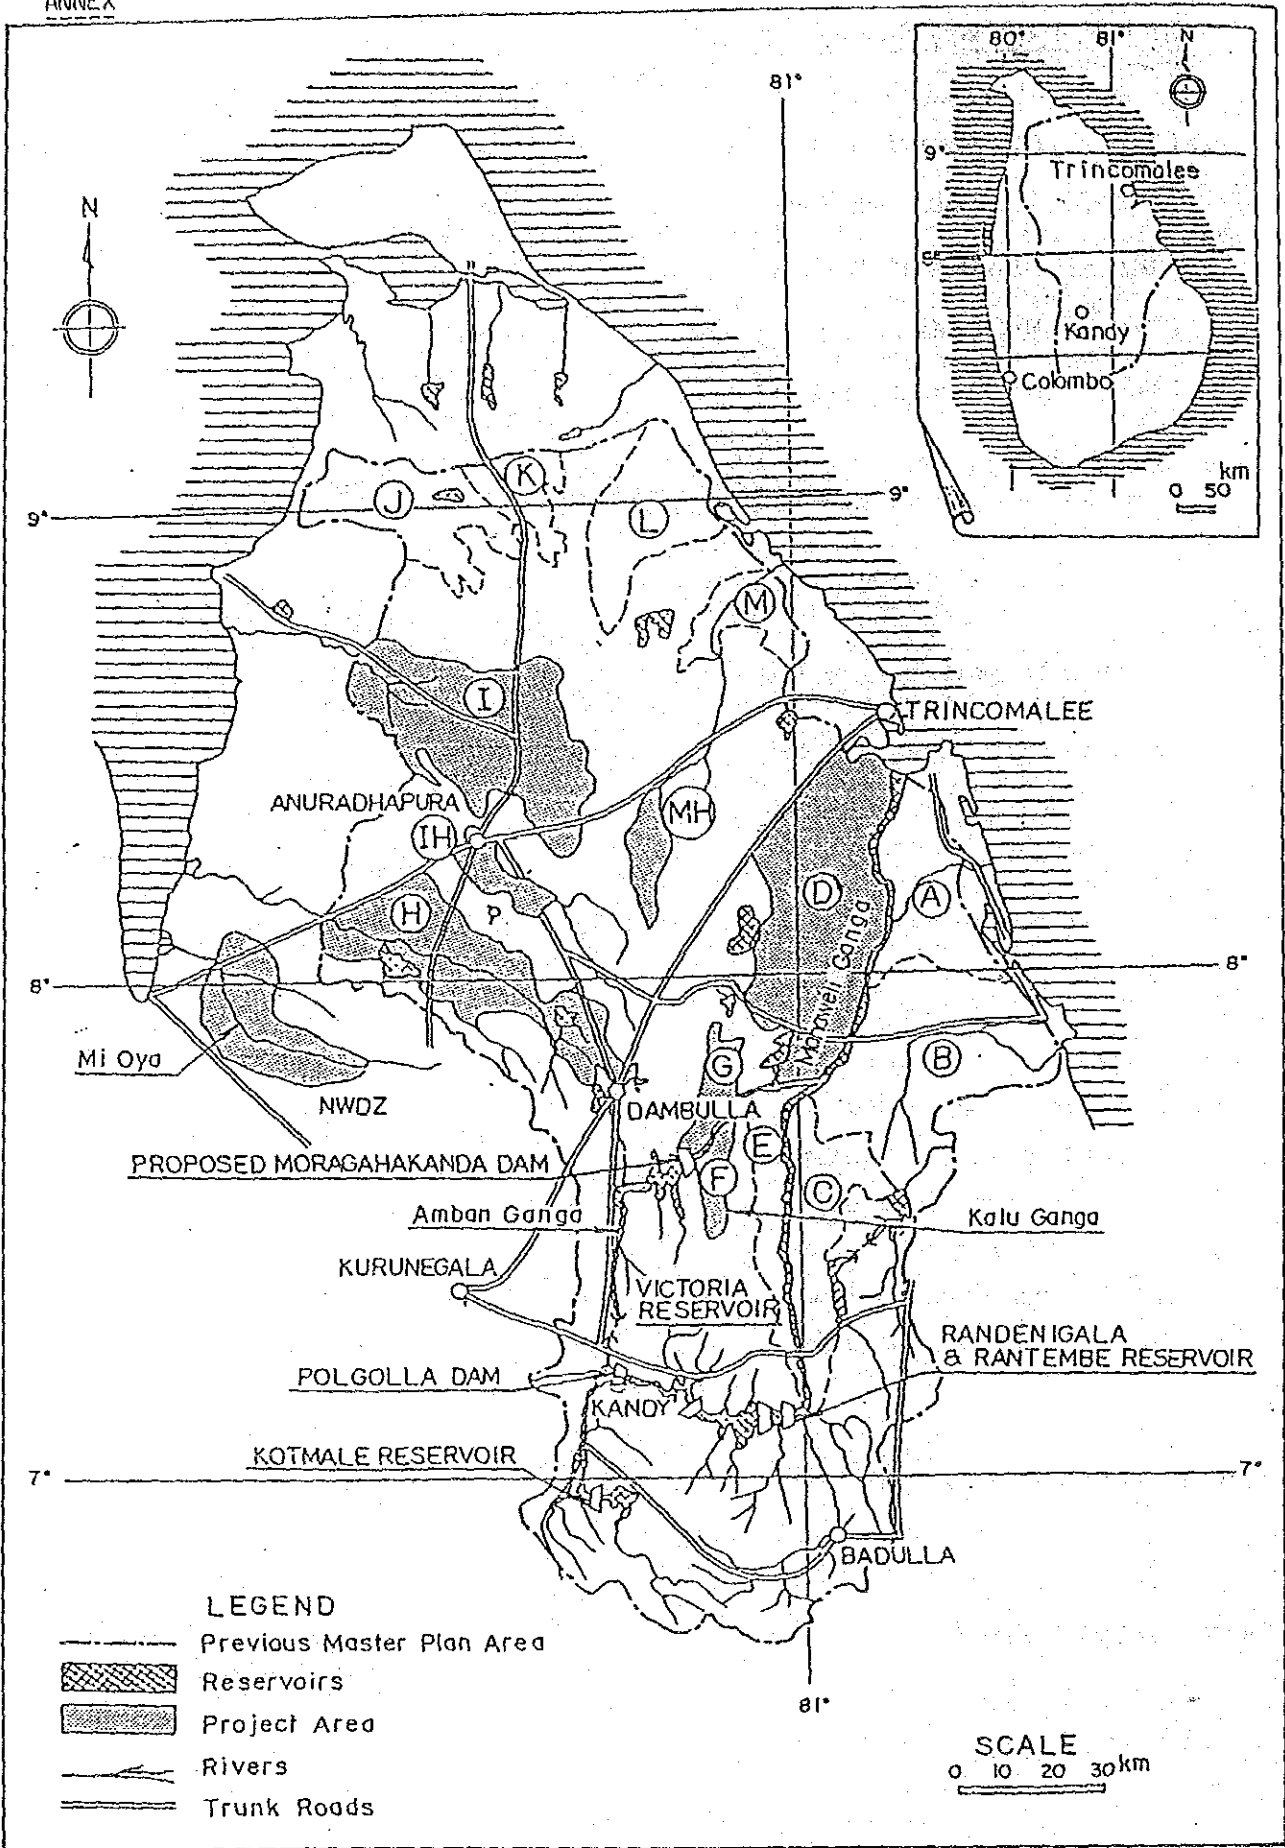 ANNEX
80°
81°
N
9°
Trincomalee
Kandy
Colombo
km
0 50
81°
N
K
J
9°
9°
L
M
I
TRINCOMALEE
ANURADHAPURA
IH
MH
D
A
H
P
Mahaweli Ganga
8°
8°
Mi Oya
B
G
NWDZ
DAMBULLA
E
PROPOSED MORAGAHAKANDA DAM
F
C
Amban Ganga
Kalu Ganga
KURUNEGALA
VICTORIA
RESERVOIR
RANDENIGALA
& RANTEMBE RESERVOIR
POLGOLLA DAM
KANDY
KOTMALE RESERVOIR
7°
7°
BADULLA
LEGEND
Previous Master Plan Area
Reservoirs
Project Area
Rivers
Trunk Roads
81°
SCALE
0 10 20 30 km